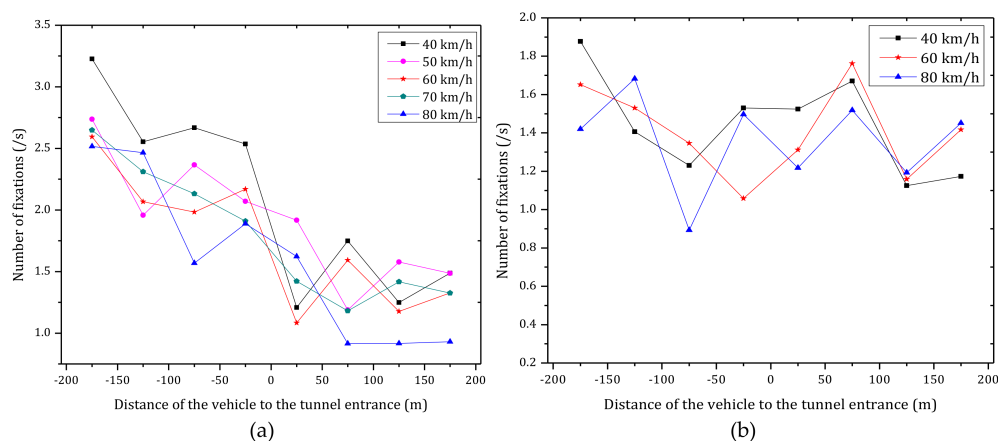 3.5
3.0
2.5
2.0
1.5
1.0
Number of fixations (/s)
40 km/h
50 km/h
60 km/h
70 km/h
80 km/h
-200 -150 -100 -50 0 50 100 150 200
Distance of the vehicle to the tunnel entrance (m)
(a)
2.0
1.8
1.6
1.4
1.2
1.0
0.8
0.6
0.4
0.2
Number of fixations (/s)
40 km/h
60 km/h
80 km/h
-200 -150 -100 -50 0 50 100 150 200
Distance of the vehicle to the tunnel entrance (m)
(b)